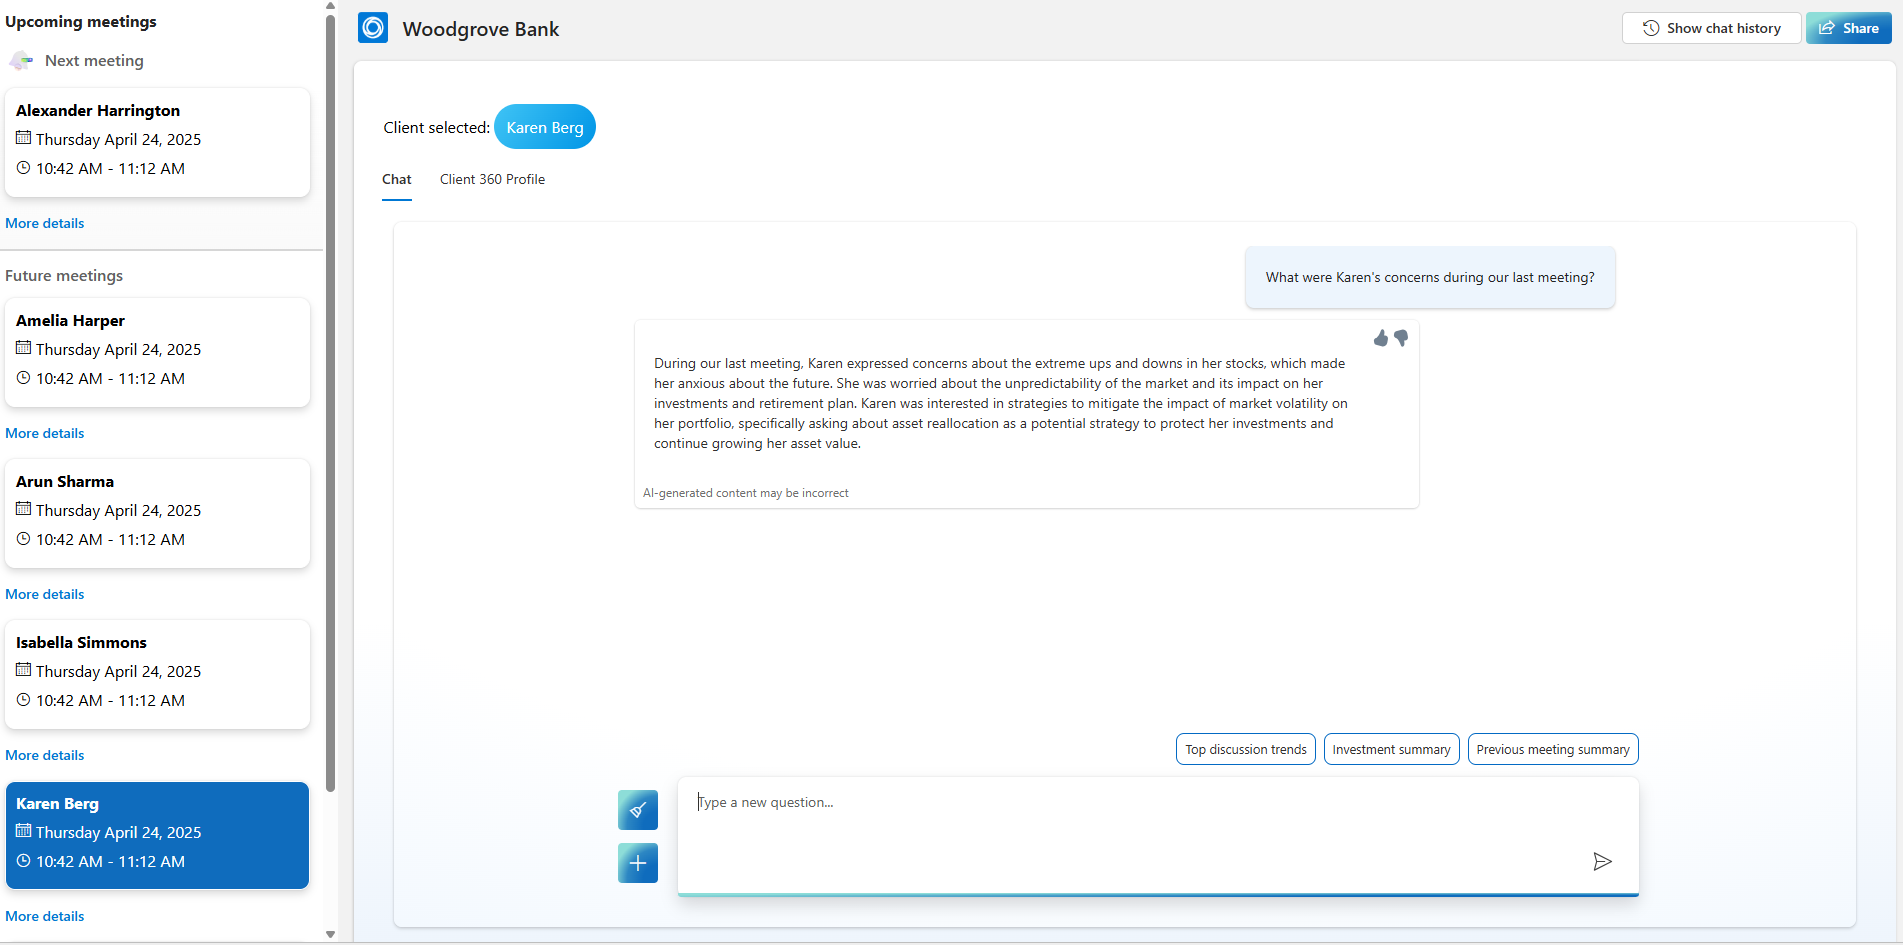 Upcoming meetings
Next meeting
Alexander Harrington
Thursday April 24, 2025
10:42 AM - 11:12 AM
More details
Future meetings
Amelia Harper
Thursday April 24, 2025
10:42 AM - 11:12 AM
More details
Arun Sharma
Thursday April 24, 2025
10:42 AM - 11:12 AM
More details
Isabella Simmons
Thursday April 24, 2025
10:42 AM - 11:12 AM
More details
Karen Berg
Thursday April 24, 2025
10:42 AM - 11:12 AM
More details
Woodgrove Bank
Show chat history
Share
Client selected: Karen Berg
Chat
Client 360 Profile
What were Karen's concerns during our last meeting?
During our last meeting, Karen expressed concerns about the extreme ups and downs in her stocks, which made
her anxious about the future. She was worried about the unpredictability of the market and its impact on her
investments and retirement plan. Karen was interested in strategies to mitigate the impact of market volatility on
her portfolio, specifically asking about asset reallocation as a potential strategy to protect her investments and
continue growing her asset value.
AI-generated content may be incorrect
Top discussion trends
Investment summary
Previous meeting summary
Type a new question...